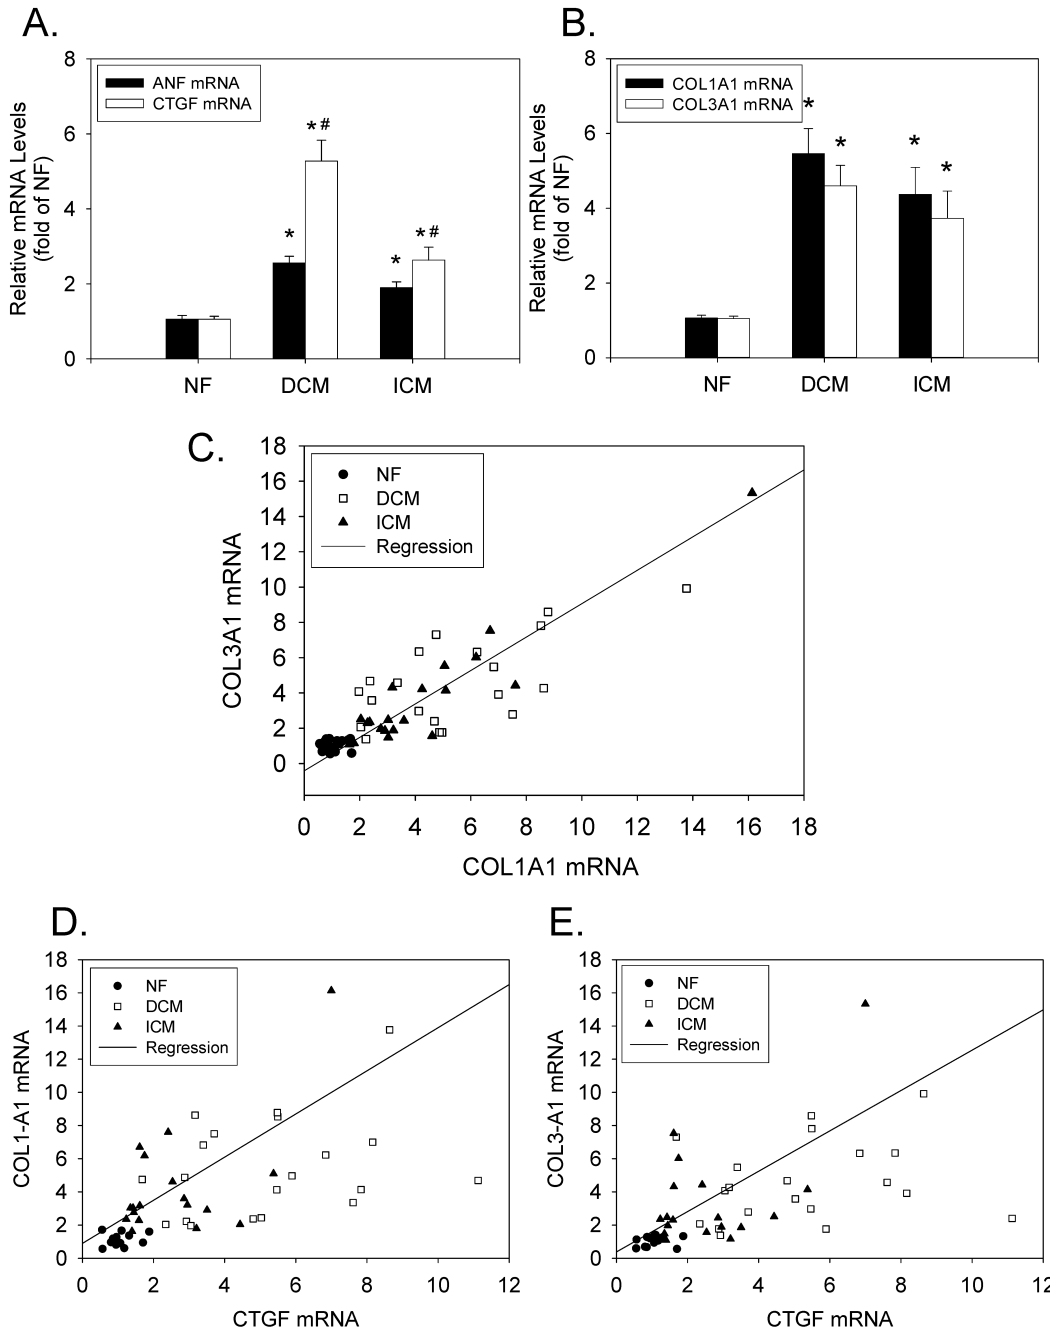 A.
8
6
4
2
0
Relative mRNA Levels
(fold of NF)
ANF mRNA
CTGF mRNA
*
*#
*
*#
NF DCM ICM
B.
8
6
4
2
0
Relative mRNA Levels
(fold of NF)
COL1A1 mRNA
COL3A1 mRNA
*
*
*
*
NF DCM ICM
C.
18
16
14
12
10
8
6
4
2
0
COL3A1 mRNA
NF
DCM
ICM
Regression
0 2 4 6 8 10 12 14 16 18
COL1A1 mRNA
D.
18
16
14
12
10
8
6
4
2
0
COL1-A1 mRNA
NF
DCM
ICM
Regression
0 2 4 6 8 10 12
CTGF mRNA
E.
18
16
14
12
10
8
6
4
2
0
COL3-A1 mRNA
NF
DCM
ICM
Regression
0 2 4 6 8 10 12
CTGF mRNA